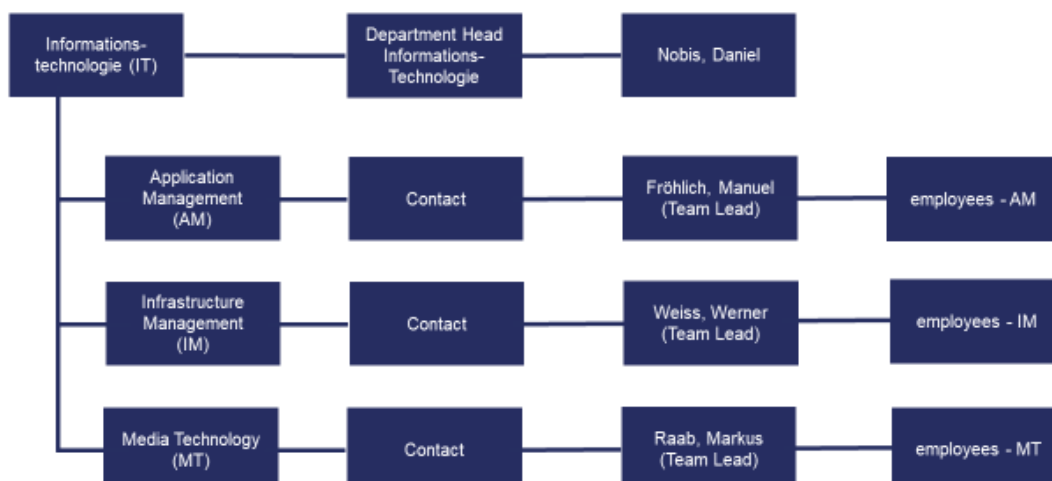 Informations-
technologie (IT)
Department Head
Informations-
Technologie
Nobis, Daniel
Application
Management
(AM)
Contact
Fröhlich, Manuel
(Team Lead)
employees - AM
Infrastructure
Management
(IM)
Contact
Weiss, Werner
(Team Lead)
employees - IM
Media Technology
(MT)
Contact
Raab, Markus
(Team Lead)
employees - MT